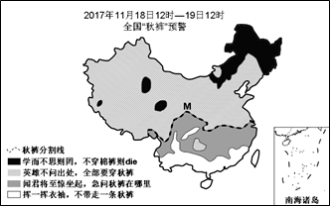 2017年11月18日12时—19日12时
全国“秋裤”预警
M
秋裤分割线
学而不思则罔，不穿棉裤则die
英雄不问出处，全部要穿秋裤
闻君将至惊坐起，急问秋裤在哪里
挥一挥衣袖，不带走一条秋裤
南海诸岛